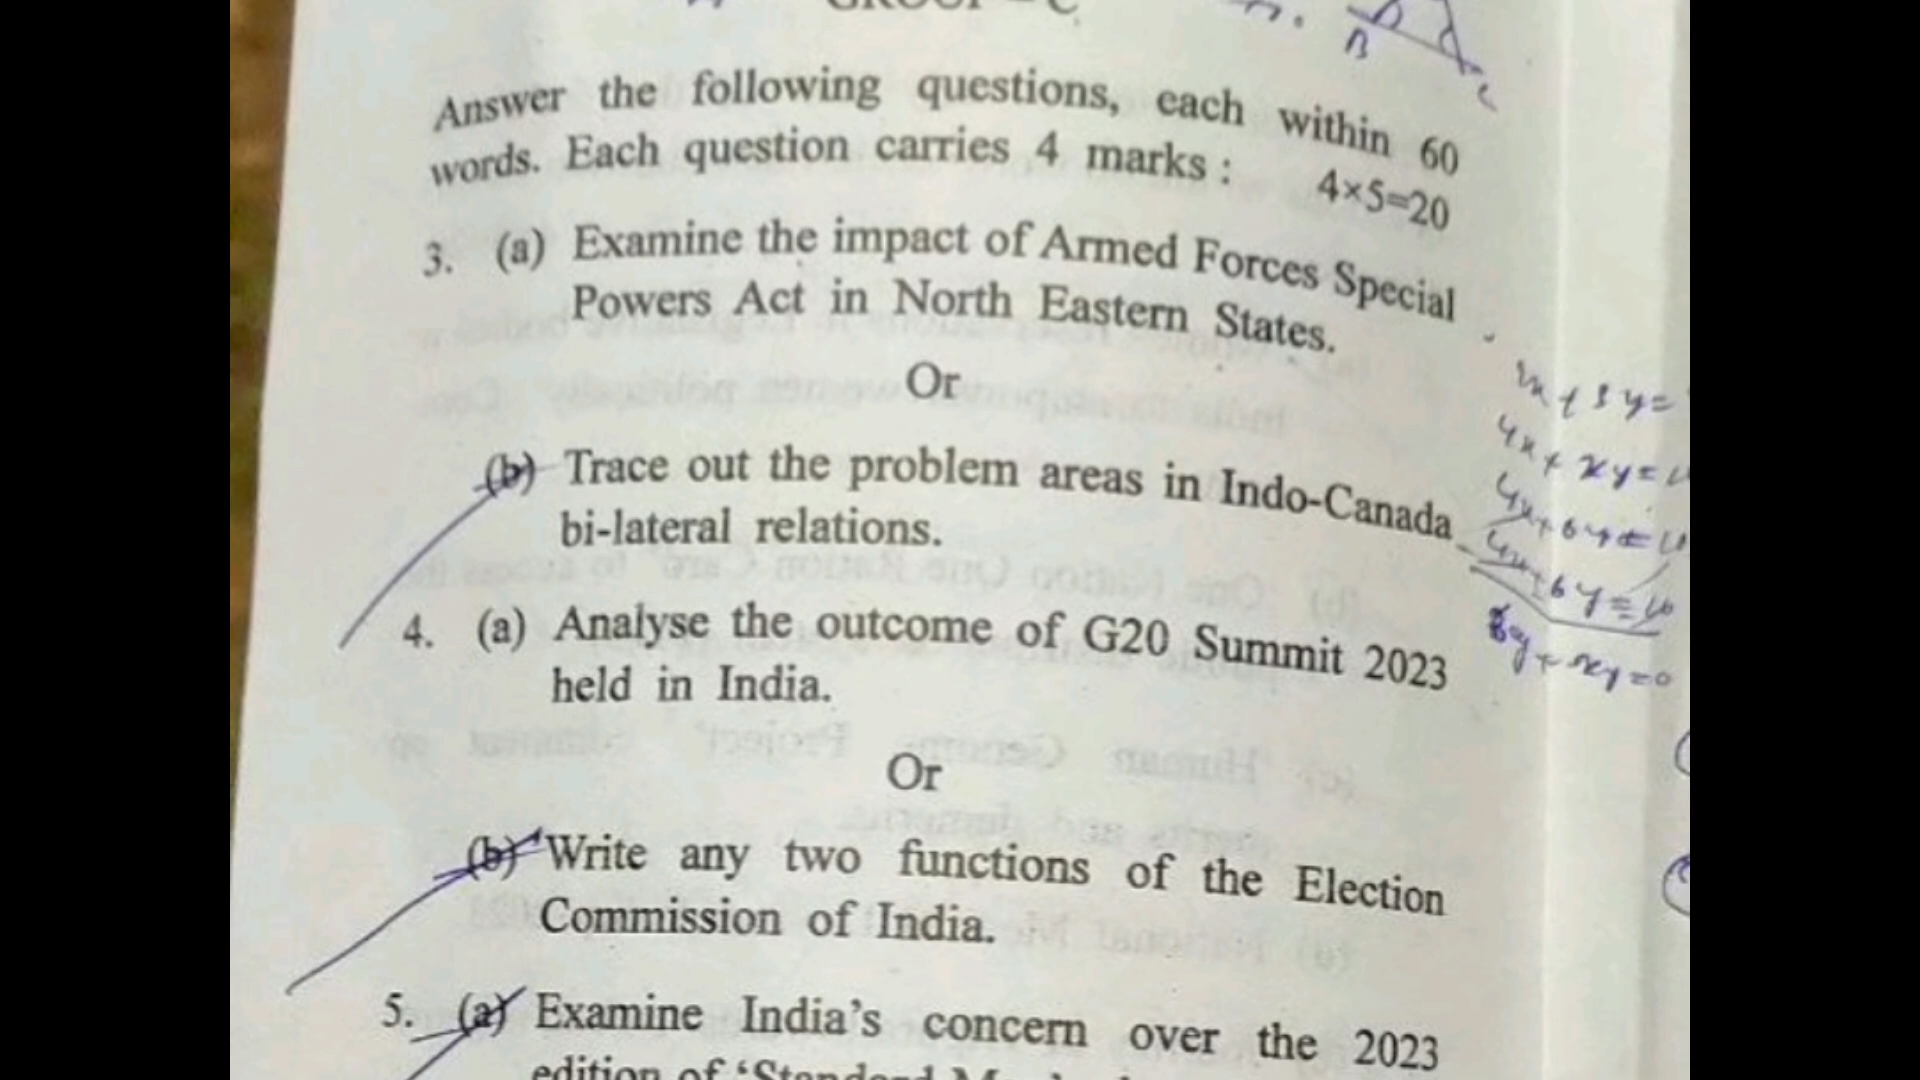 Answer the following questions, each within 60
words. Each question carries 4 marks :
4×5=20
3. (a) Examine the impact of Armed Forces Special
Powers Act in North Eastern States.
Or
(b) Trace out the problem areas in Indo-Canada
bi-lateral relations.
4. (a) Analyse the outcome of G20 Summit 2023
held in India.
Or
(b) Write any two functions of the Election
Commission of India.
5. (a) Examine India's concern over the 2023
edition of